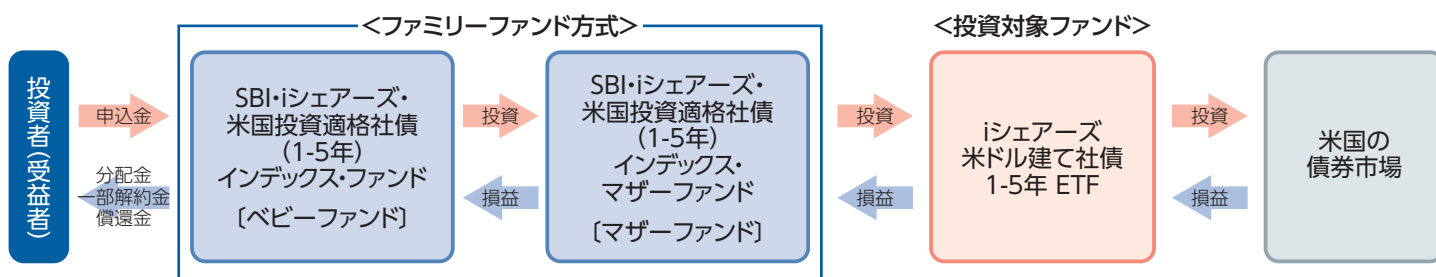 <ファミリーファンド方式>
<投資対象ファンド>
投資者(受益者)
申込金
分配金
一部解約金
償還金
SBI・iシェアーズ・
米国投資適格社債
(1-5年)
インデックス・ファンド
〔ベビーファンド〕
投資
損益
SBI・iシェアーズ・
米国投資適格社債
(1-5年)
インデックス・
マザーファンド
〔マザーファンド〕
投資
損益
iシェアーズ
米ドル建て社債
1-5年 ETF
投資
損益
米国の
債券市場